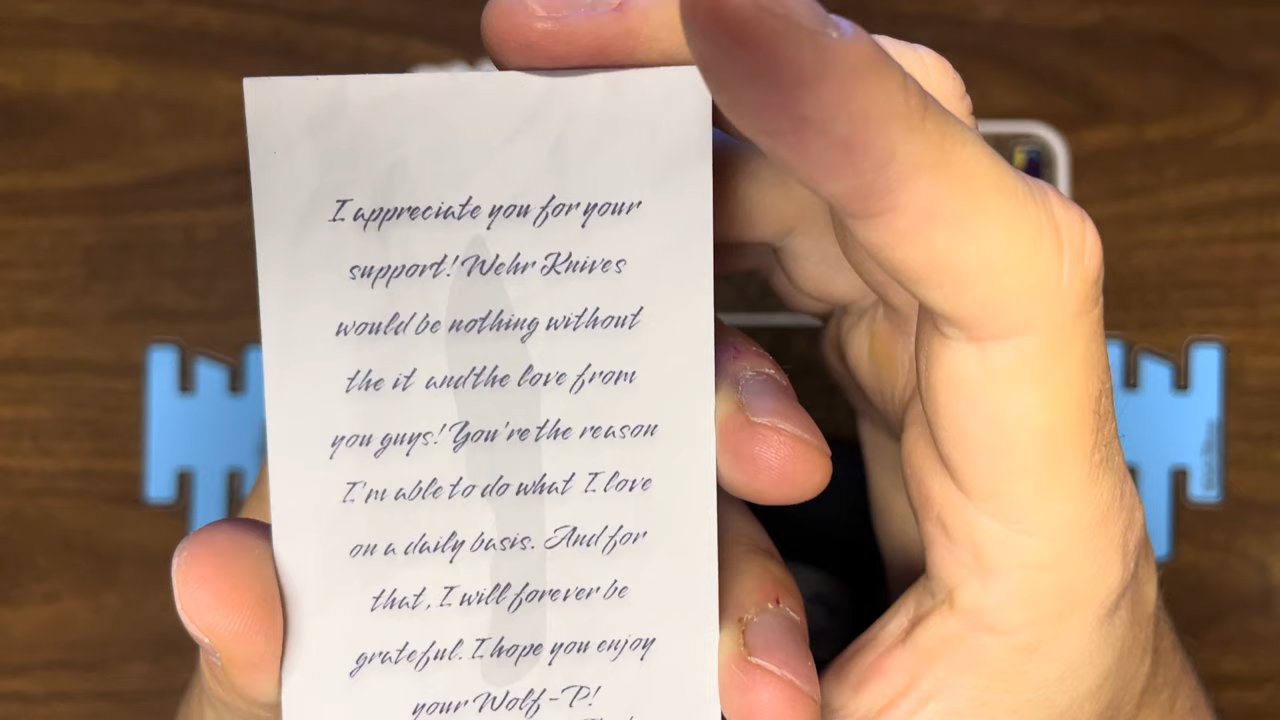 I appreciate you for your
support! Wehr Knives
would be nothing without
the it and the love from
you guys! You're the reason
I'm able to do what I love
on a daily basis. And for
that, I will forever be
grateful. I hope you enjoy
your Wolf-P!